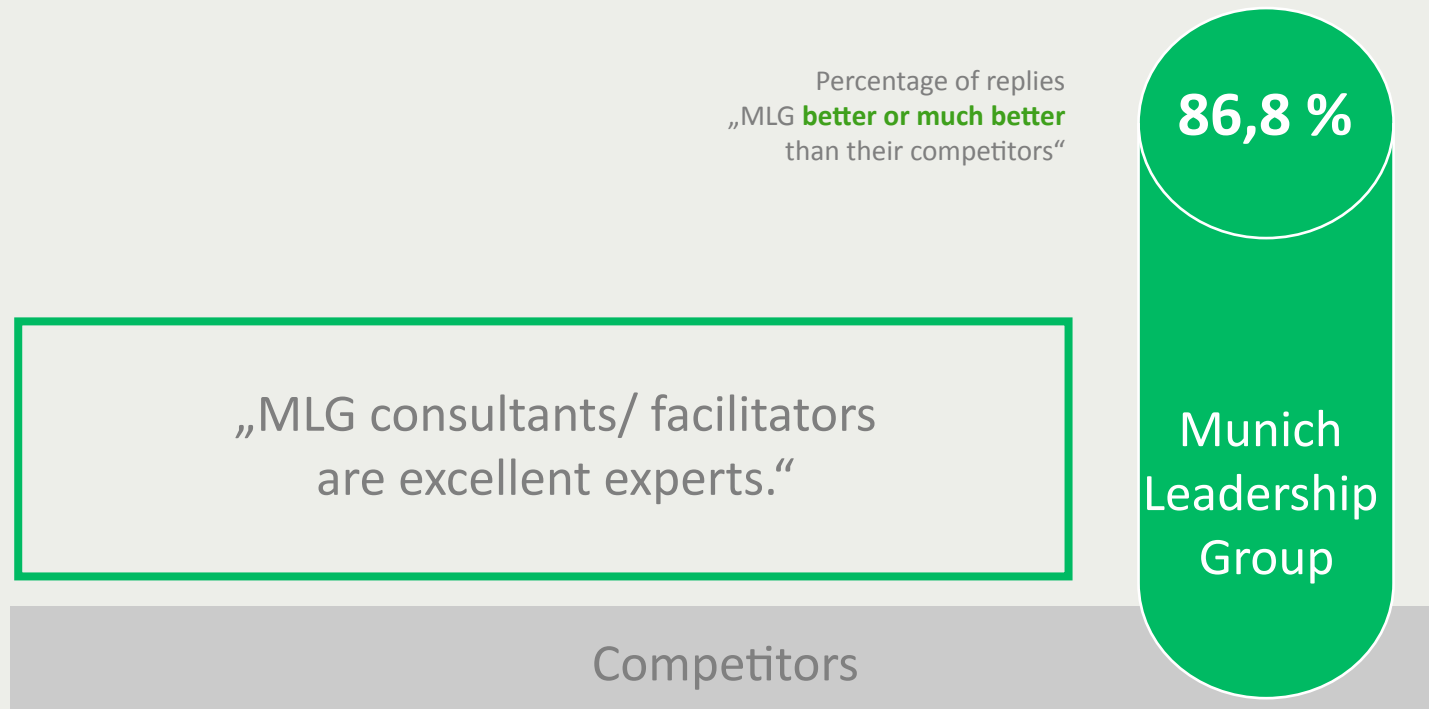 Percentage of replies
„MLG better or much better
than their competitors“
86,8 %
„MLG consultants/ facilitators
are excellent experts.“
Munich
Leadership
Group
Competitors